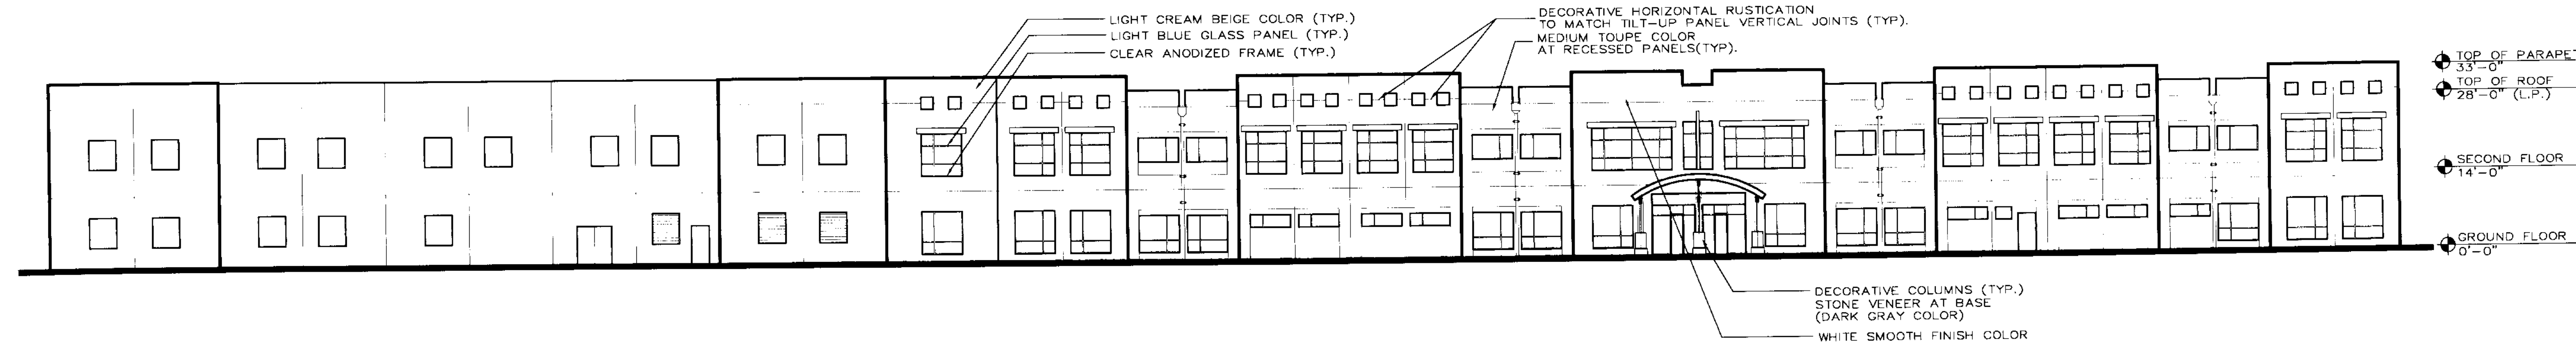 LIGHT CREAM BEIGE COLOR (TYP.)
LIGHT BLUE GLASS PANEL (TYP.)
CLEAR ANODIZED FRAME (TYP.)
DECORATIVE HORIZONTAL RUSTICATION
TO MATCH TILT-UP PANEL VERTICAL JOINTS (TYP).
MEDIUM TOUPE COLOR
AT RECESSED PANELS(TYP).
TOP OF PARAPE
33'-0"
TOP OF ROOF
28'-0" (L.P.)
SECOND FLOOR
14'-0"
GROUND FLOOR
0'-0"
DECORATIVE COLUMNS (TYP.)
STONE VENEER AT BASE
(DARK GRAY COLOR)
WHITE SMOOTH FINISH COLOR